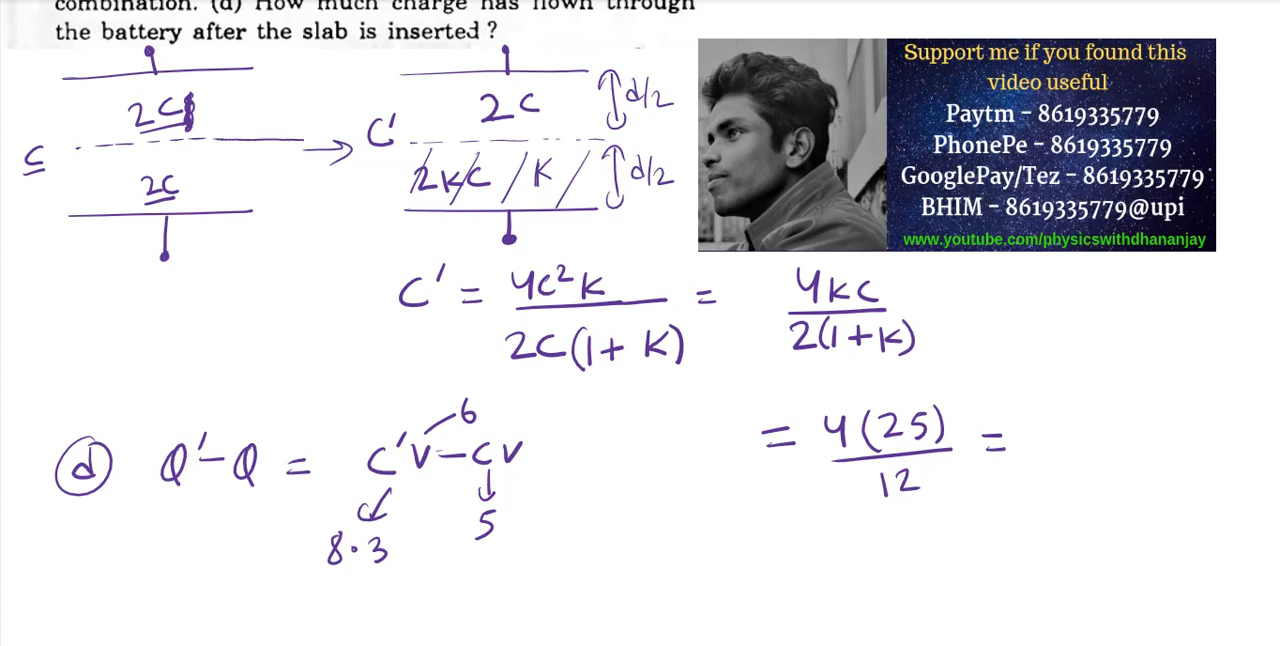 combination. (d) How much charge has flown through
the battery after the slab is inserted ?
2C
C
2C
C'
2C
d/2
2KC / K /
d/2
Support me if you found this
video useful
Paytm - 8619335779
PhonePe - 8619335779
GooglePay/Tez - 8619335779
BHIM - 8619335779@upi
www.youtube.com/physicswithdhananjay
C' = 4C²K / 2C(1+K) = 4KC / 2(1+K)
= 4(25) / 12 =
(d) Q' - Q = C'V - CV
6
8.3
5